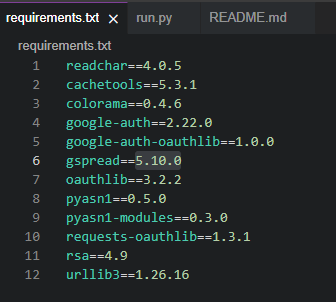 requirements.txt × run.py README.md
requirements.txt
1 readchar==4.0.5
2 cachetools==5.3.1
3 colorama==0.4.6
4 google-auth==2.22.0
5 google-auth-oauthlib==1.0.0
6 gspread==5.10.0
7 oauthlib==3.2.2
8 pyasn1==0.5.0
9 pyasn1-modules==0.3.0
10 requests-oauthlib==1.3.1
11 rsa==4.9
12 urllib3==1.26.16